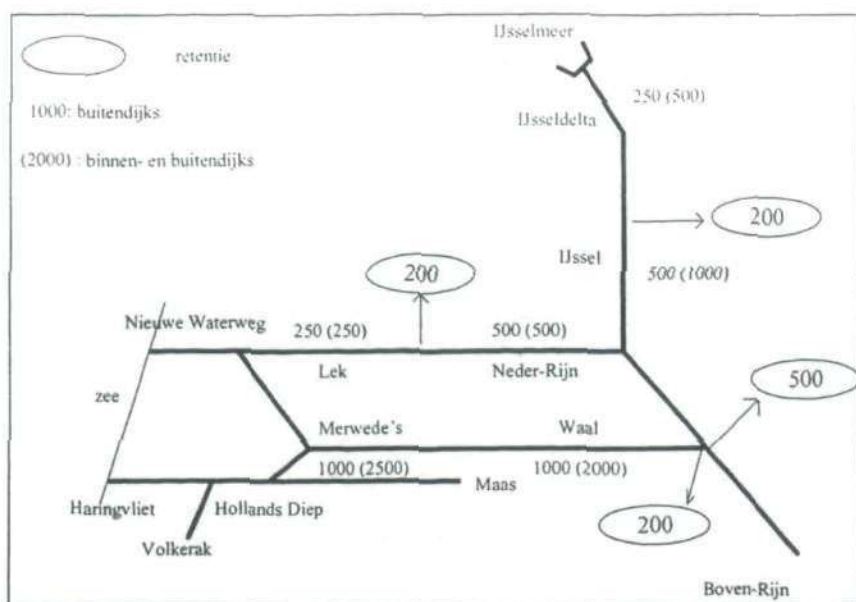 IJsselmeer
retentie
250 (500)
1000: buitendijks
IJsseldelta
(2000) : binnen- en buitendijks
200
IJssel
200
500 (1000)
Nieuwe Waterweg
250 (250)
500 (500)
Lek
Neder-Rijn
500
zee
Merwede's
Waal
1000 (2500)
1000 (2000)
Maas
Haringvliet
Hollands Diep
200
Volkerak
Boven-Rijn